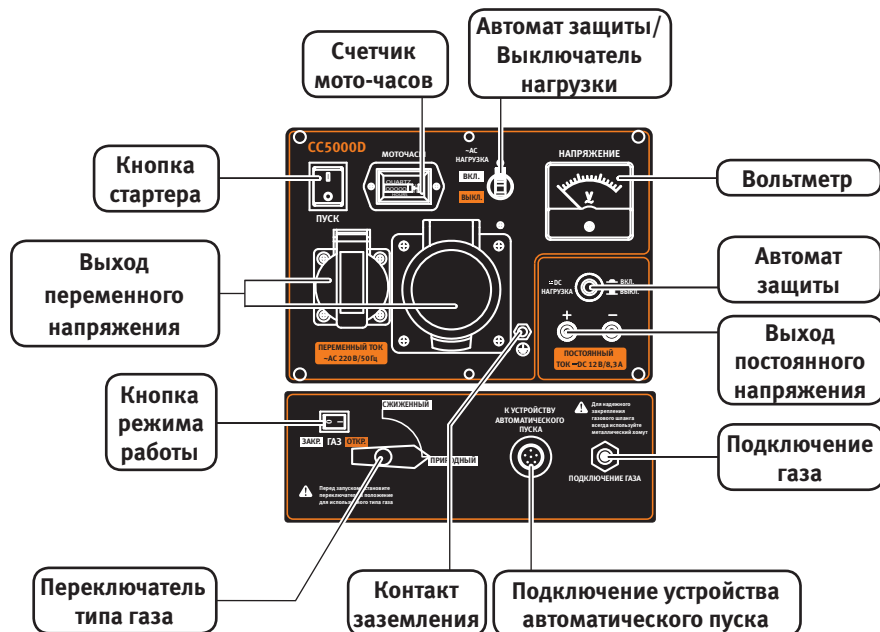 Счетчик
мото-часов
Автомат защиты/
Выключатель
нагрузки
Кнопка
стартера
Вольтметр
Выход
переменного
напряжения
Автомат
защиты
Выход
постоянного
напряжения
Кнопка
режима
работы
Подключение
газа
Переключатель
типа газа
Контакт
заземления
Подключение устройства
автоматического пуска
CC5000D
МОТОЧАСЫ
QUARTZ
~AC
НАГРУЗКА
ВКЛ.
ВЫКЛ.
НАПРЯЖЕНИЕ
V
ПУСК
DC
НАГРУЗКА
ВКЛ.
ВЫКЛ.
+ −
ПЕРЕМЕННЫЙ ТОК
~AC 220 В/50Гц
ПОСТОЯННЫЙ
ТОК DC 12 В/8,3 А
СЖИЖЕННЫЙ
ЗАКР. ГАЗ ОТКР.
ПРИРОДНЫЙ
Перед запуском установите
переключатель в положение
для используемого типа газа
К УСТРОЙСТВУ
АВТОМАТИЧЕСКОГО
ПУСКА
Для надежного
закрепления
газового шланга
всегда используйте
металлический хомут
ПОДКЛЮЧЕНИЕ ГАЗА